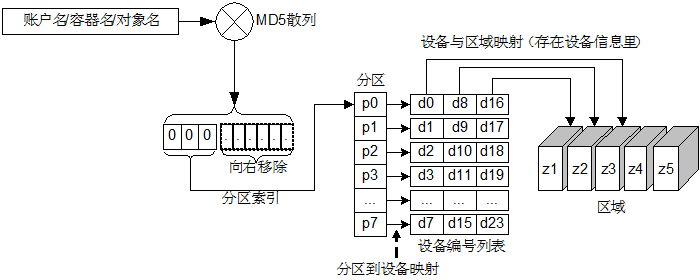 账户名/容器名/对象名
MD5散列
设备与区域映射 (存在设备信息里)
分区
0 0 0 . . . . . .
向右移除
分区索引
p0 d0 d8 d16
p1 d1 d9 d17
p2 d2 d10 d18
p3 d3 d11 d19
... ... ... ...
p7 d7 d15 d23
设备编号列表
分区到设备映射
z1 z2 z3 z4 z5
区域